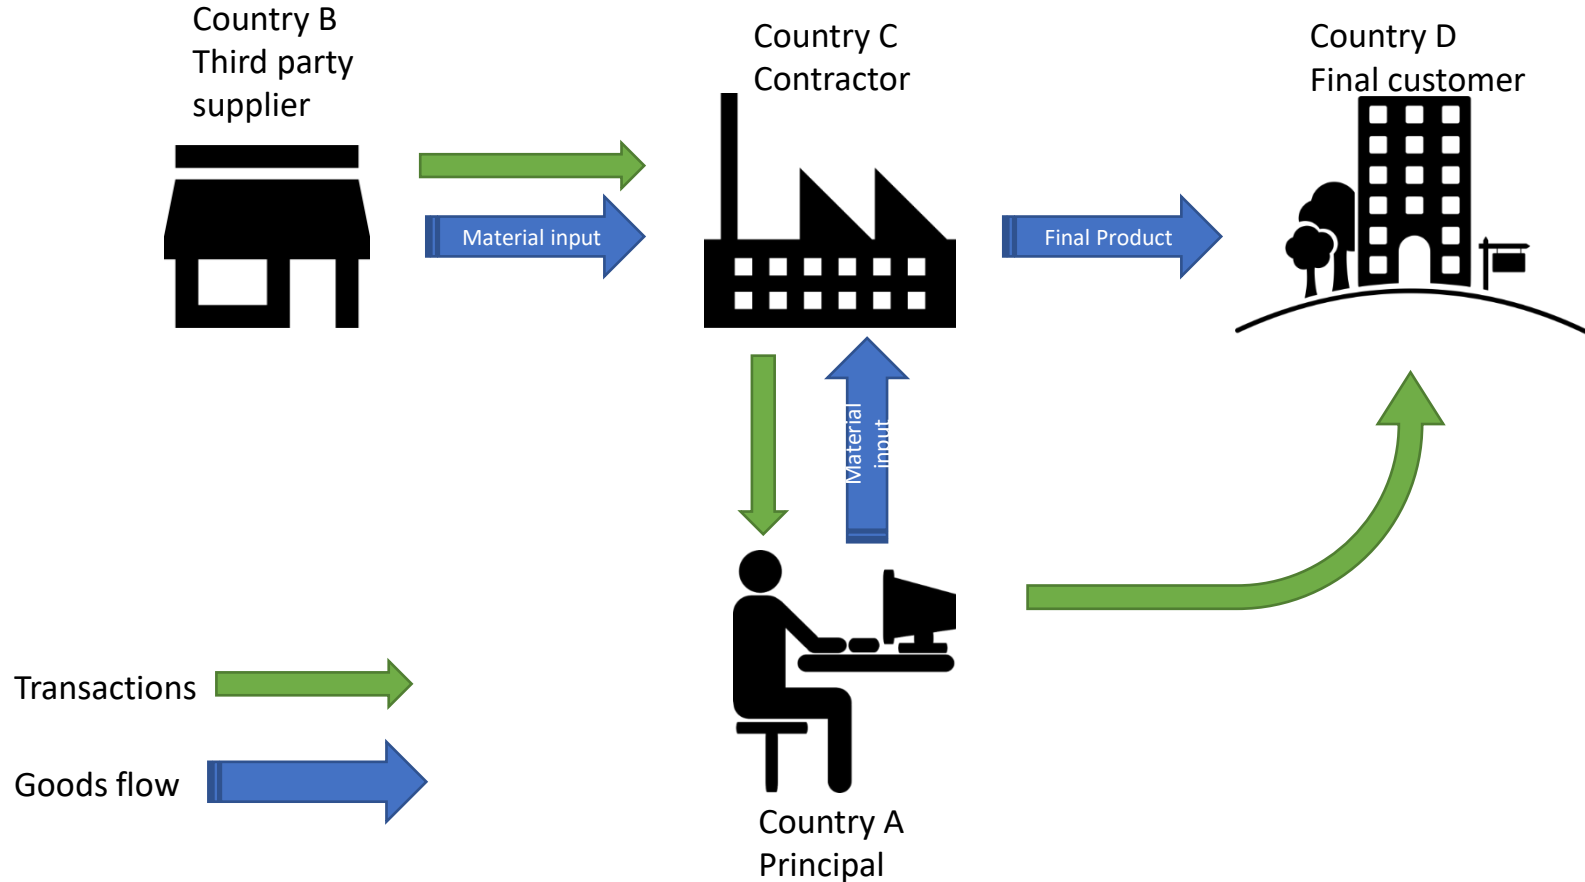 Country B
Third party
supplier
Country C
Contractor
Country D
Final customer
Material input
Final Product
Material
input
Transactions
Goods flow
Country A
Principal